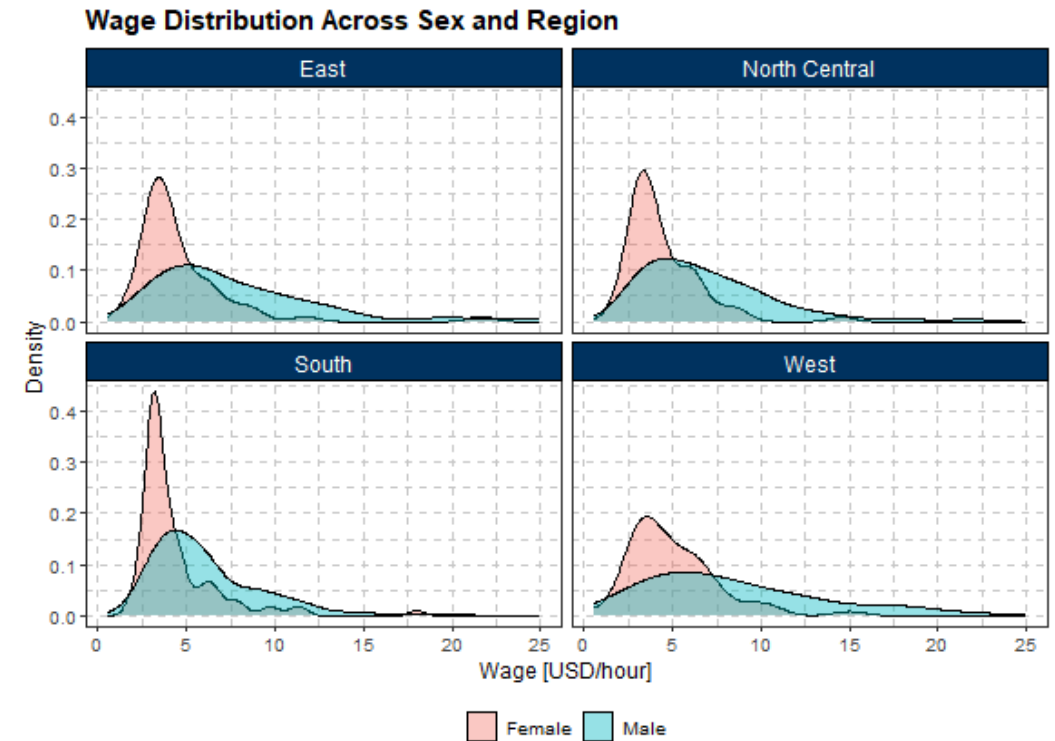 Wage Distribution Across Sex and Region
East
North Central
0.4
0.3
0.2
0.1
0.0
Density
South
West
0.4
0.3
0.2
0.1
0.0
0 5 10 15 20 25
0 5 10 15 20 25
Wage [USD/hour]
Female Male